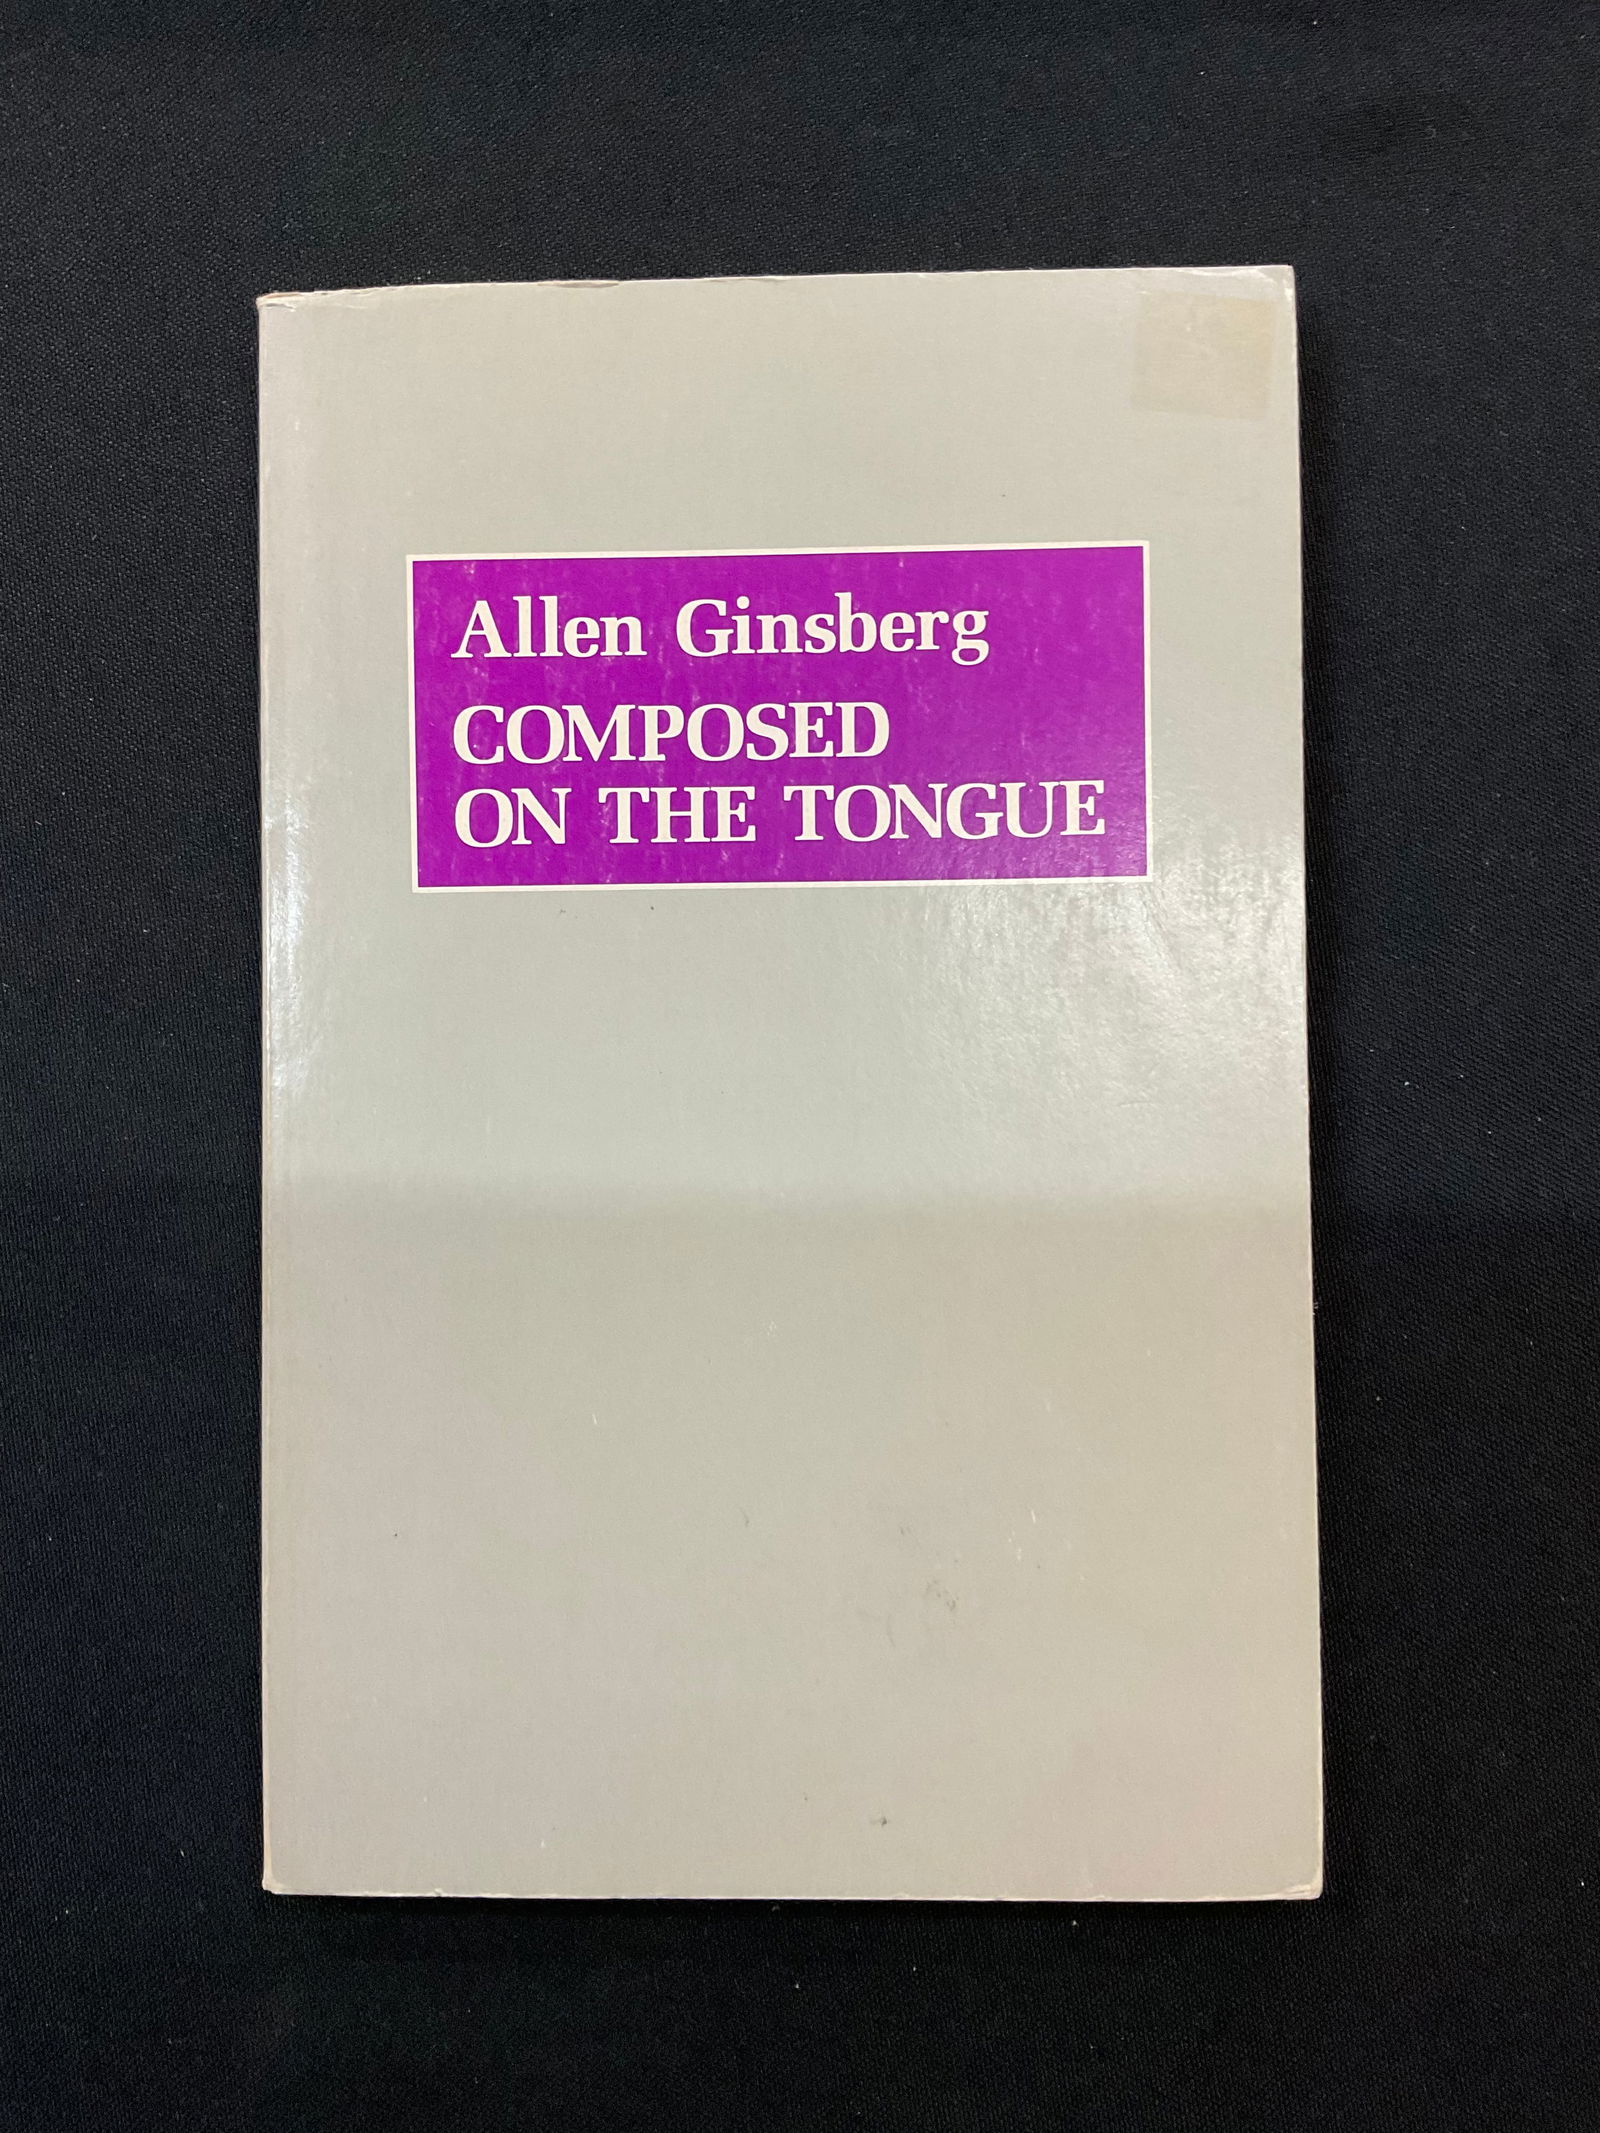 Allen Ginsberg
COMPOSED
ON THE TONGUE